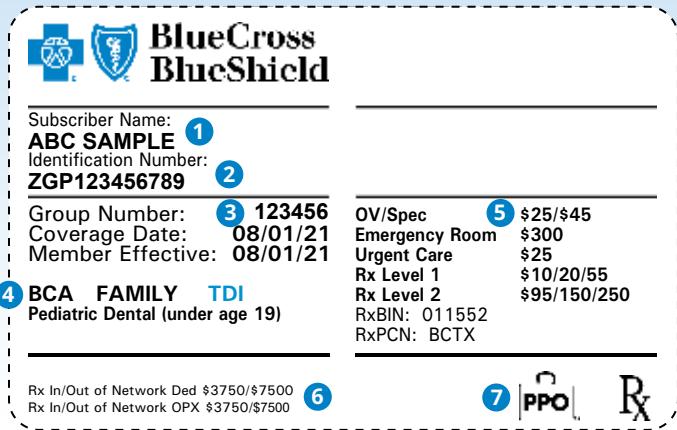 BlueCross
BlueShield
Subscriber Name:
ABC SAMPLE 1
Identification Number:
ZGP123456789 2
Group Number: 3 123456
Coverage Date: 08/01/21
Member Effective: 08/01/21
4 BCA FAMILY TDI
Pediatric Dental (under age 19)
OV/Spec 5 $25/$45
Emergency Room $300
Urgent Care $25
Rx Level 1 $10/20/55
Rx Level 2 $95/150/250
RxBIN: 011552
RxPCN: BCTX
Rx In/Out of Network Ded $3750/$7500 6
Rx In/Out of Network OPX $3750/$7500
7 PPO Rx